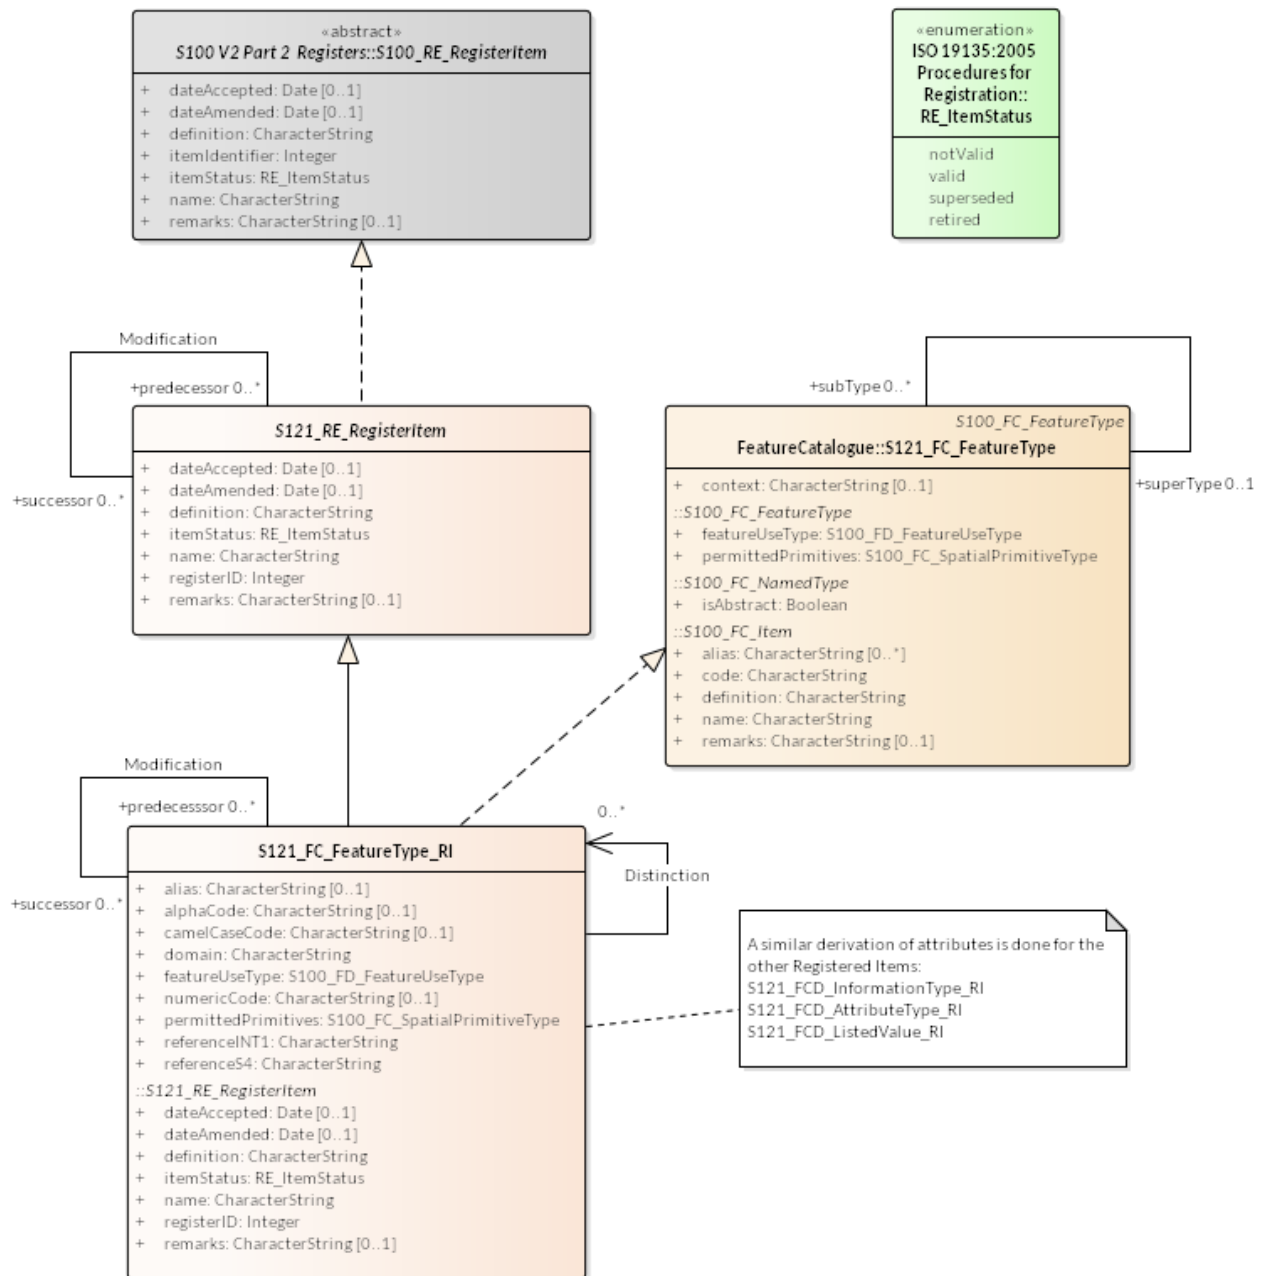 «abstract»
S100 V2 Part 2 Registers::S100_RE_RegisterItem
+ dateAccepted: Date [0..1]
+ dateAmended: Date [0..1]
+ definition: CharacterString
+ itemIdentifier: Integer
+ itemStatus: RE_ItemStatus
+ name: CharacterString
+ remarks: CharacterString [0..1]
«enumeration»
ISO 19135:2005
Procedures for
Registration::
RE_ItemStatus
notValid
valid
superseded
retired
Modification
+predecessor 0..*
+successor 0..*
S121_RE_RegisterItem
+ dateAccepted: Date [0..1]
+ dateAmended: Date [0..1]
+ definition: CharacterString
+ itemStatus: RE_ItemStatus
+ name: CharacterString
+ registerID: Integer
+ remarks: CharacterString [0..1]
+subType 0..*
+superType 0..1
S100_FC_FeatureType
FeatureCatalogue::S121_FC_FeatureType
+ context: CharacterString [0..1]
::S100_FC_FeatureType
+ featureUseType: S100_FD_FeatureUseType
+ permittedPrimitives: S100_FC_SpatialPrimitiveType
::S100_FC_NamedType
+ isAbstract: Boolean
::S100_FC_Item
+ alias: CharacterString [0..*]
+ code: CharacterString
+ definition: CharacterString
+ name: CharacterString
+ remarks: CharacterString [0..1]
Modification
+predecesssor 0..*
+successor 0..*
0..*
Distinction
S121_FC_FeatureType_RI
+ alias: CharacterString [0..1]
+ alphaCode: CharacterString [0..1]
+ camelCaseCode: CharacterString [0..1]
+ domain: CharacterString
+ featureUseType: S100_FD_FeatureUseType
+ numericCode: CharacterString [0..1]
+ permittedPrimitives: S100_FC_SpatialPrimitiveType
+ referenceINT1: CharacterString
+ referenceS4: CharacterString
::S121_RE_RegisterItem
+ dateAccepted: Date [0..1]
+ dateAmended: Date [0..1]
+ definition: CharacterString
+ itemStatus: RE_ItemStatus
+ name: CharacterString
+ registerID: Integer
+ remarks: CharacterString [0..1]
A similar derivation of attributes is done for the
other Registered Items:
S121_FCD_InformationType_RI
S121_FCD_AttributeType_RI
S121_FCD_ListedValue_RI